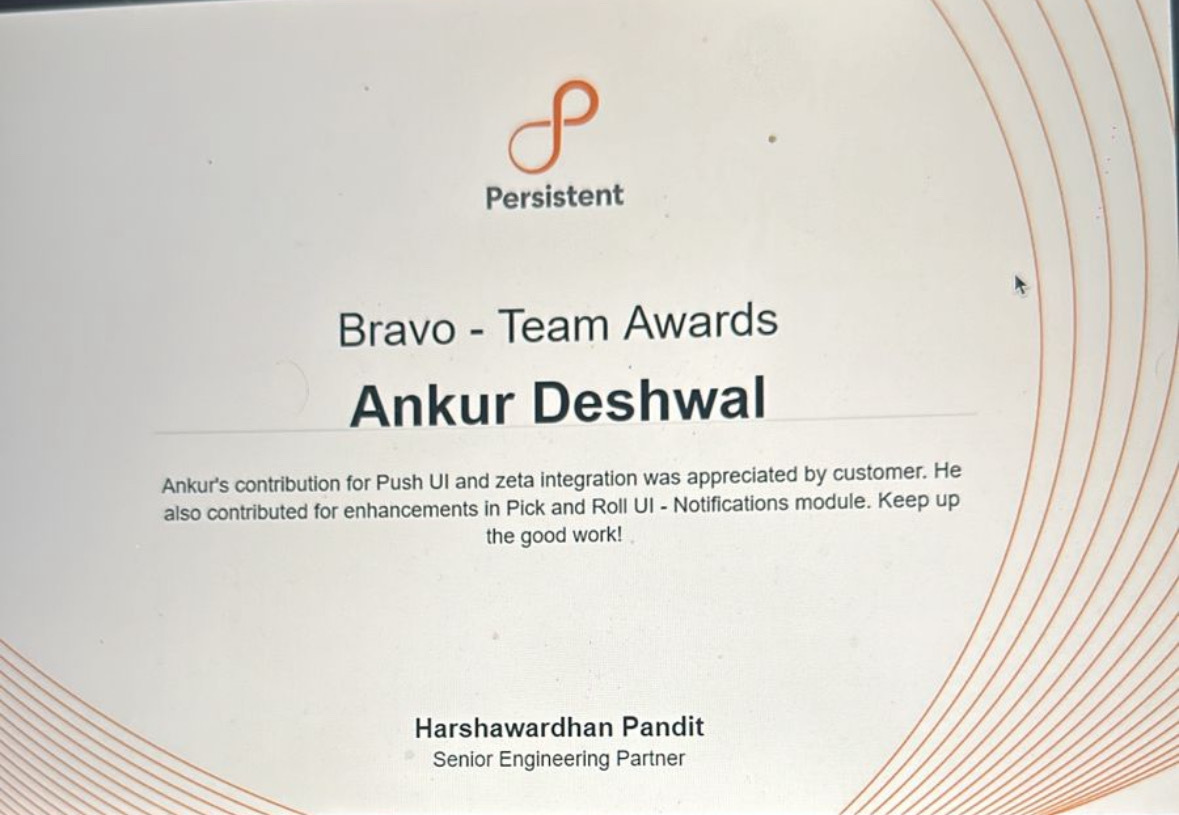 Persistent
Bravo - Team Awards
Ankur Deshwal
Ankur's contribution for Push UI and zeta integration was appreciated by customer. He
also contributed for enhancements in Pick and Roll UI - Notifications module. Keep up
the good work!
Harshawardhan Pandit
Senior Engineering Partner